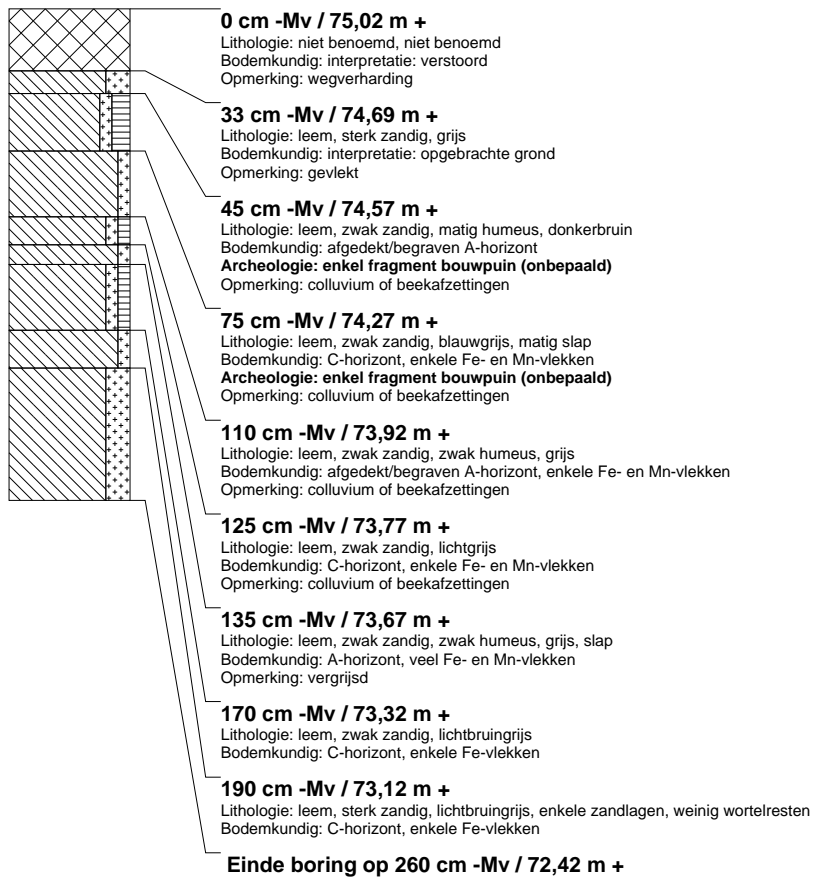 0 cm -Mv / 75,02 m +
Lithologie: niet benoemd, niet benoemd
Bodemkundig: interpretatie: verstoord
Opmerking: wegverharding
33 cm -Mv / 74,69 m +
Lithologie: leem, sterk zandig, grijs
Bodemkundig: interpretatie: opgebrachte grond
Opmerking: gevlekt
45 cm -Mv / 74,57 m +
Lithologie: leem, zwak zandig, matig humeus, donkerbruin
Bodemkundig: afgedekt/begraven A-horizont
Archeologie: enkel fragment bouwpuin (onbepaald)
Opmerking: colluvium of beekafzettingen
75 cm -Mv / 74,27 m +
Lithologie: leem, zwak zandig, blauwgrijs, matig slap
Bodemkundig: C-horizont, enkele Fe- en Mn-vlekken
Archeologie: enkel fragment bouwpuin (onbepaald)
Opmerking: colluvium of beekafzettingen
110 cm -Mv / 73,92 m +
Lithologie: leem, zwak zandig, zwak humeus, grijs
Bodemkundig: afgedekt/begraven A-horizont, enkele Fe- en Mn-vlekken
Opmerking: colluvium of beekafzettingen
125 cm -Mv / 73,77 m +
Lithologie: leem, zwak zandig, lichtgrijs
Bodemkundig: C-horizont, enkele Fe- en Mn-vlekken
Opmerking: colluvium of beekafzettingen
135 cm -Mv / 73,67 m +
Lithologie: leem, zwak zandig, zwak humeus, grijs, slap
Bodemkundig: A-horizont, veel Fe- en Mn-vlekken
Opmerking: vergrijsd
170 cm -Mv / 73,32 m +
Lithologie: leem, zwak zandig, lichtbruingrijs
Bodemkundig: C-horizont, enkele Fe-vlekken
190 cm -Mv / 73,12 m +
Lithologie: leem, sterk zandig, lichtbruingrijs, enkele zandlagen, weinig wortelresten
Bodemkundig: C-horizont, enkele Fe-vlekken
Einde boring op 260 cm -Mv / 72,42 m +